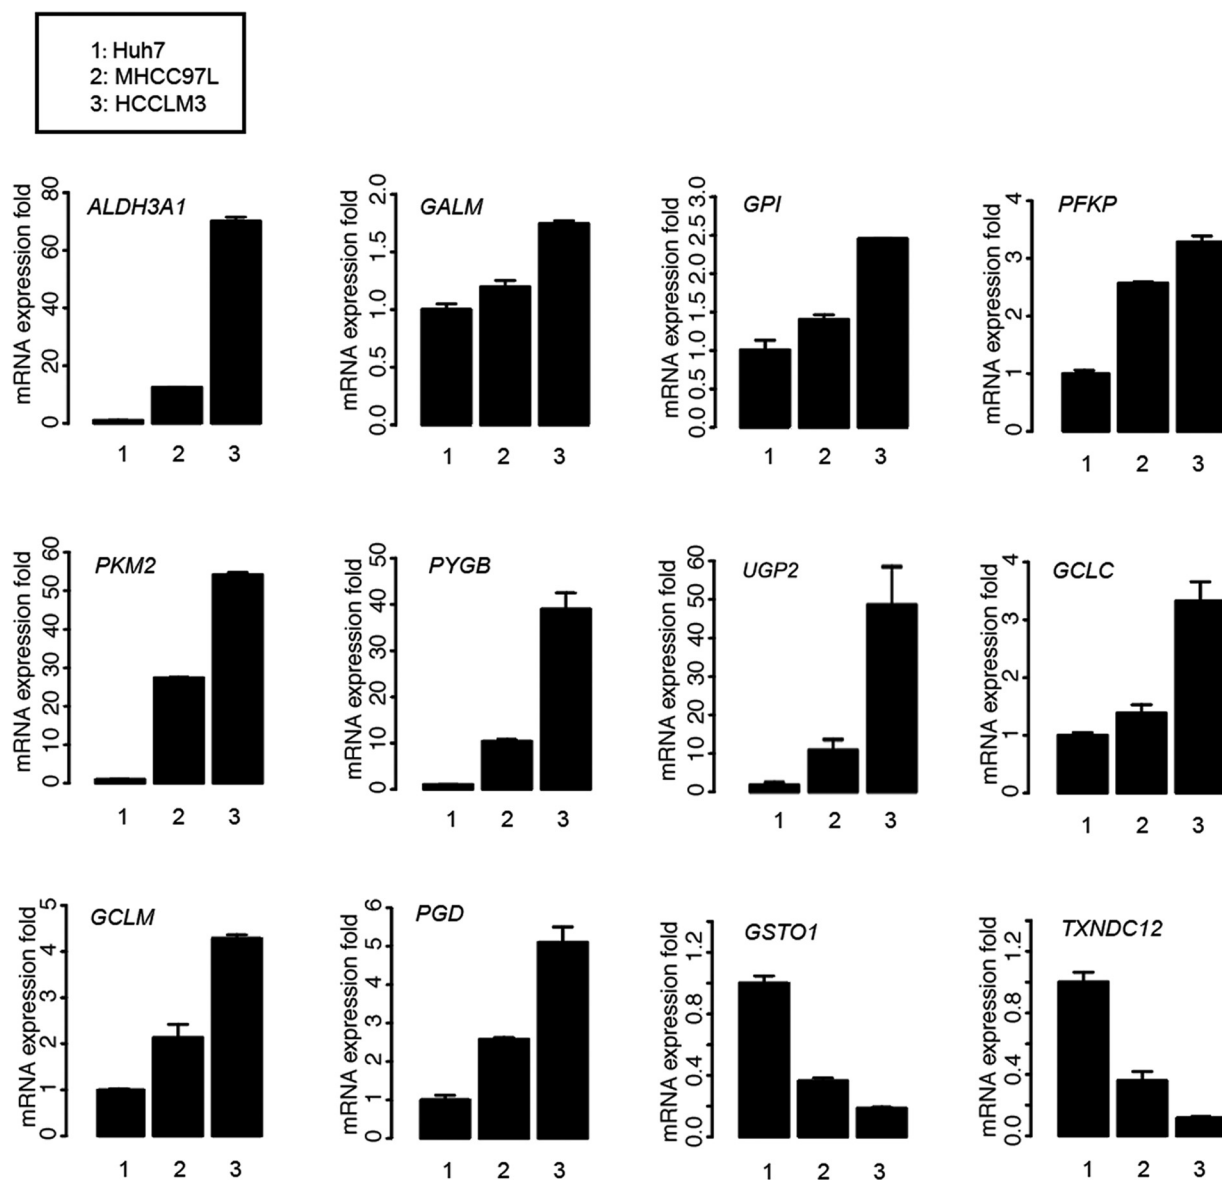 1: Huh7
2: MHCC97L
3: HCCLM3
ALDH3A1
mRNA expression fold
0 20 40 60 80
1 2 3
GALM
mRNA expression fold
0.0 0.5 1.0 1.5 2.0
1 2 3
GPI
mRNA expression fold
0.0 0.5 1.0 1.5 2.0 2.5 3.0
1 2 3
PFKP
mRNA expression fold
0 1 2 3 4
1 2 3
PKM2
mRNA expression fold
0 10 20 30 40 50 60
1 2 3
PYGB
mRNA expression fold
0 10 20 30 40 50
1 2 3
UGP2
mRNA expression fold
0 10 20 30 40 50 60
1 2 3
GCLC
mRNA expression fold
0 1 2 3 4
1 2 3
GCLM
mRNA expression fold
0 1 2 3 4 5
1 2 3
PGD
mRNA expression fold
0 1 2 3 4 5 6
1 2 3
GSTO1
mRNA expression fold
0.0 0.4 0.8 1.2
1 2 3
TXNDC12
mRNA expression fold
0.0 0.4 0.8 1.2
1 2 3